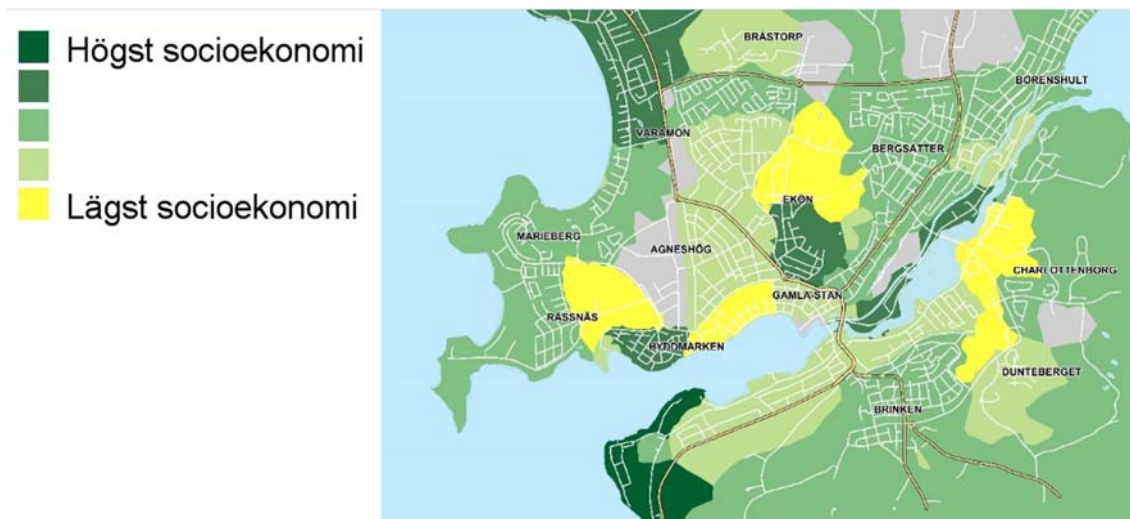 Högst socioekonomi
Lägst socioekonomi
BRÅSTORP
BORENSHULT
VARAMON
BERGSÄTTER
EKÖN
MARIEBERG
AGNESHÖG
CHARLOTTENBORG
GAMLA STAN
RÅSSNÄS
HYDDMARKEN
DUNTEBERGET
BRINKEN